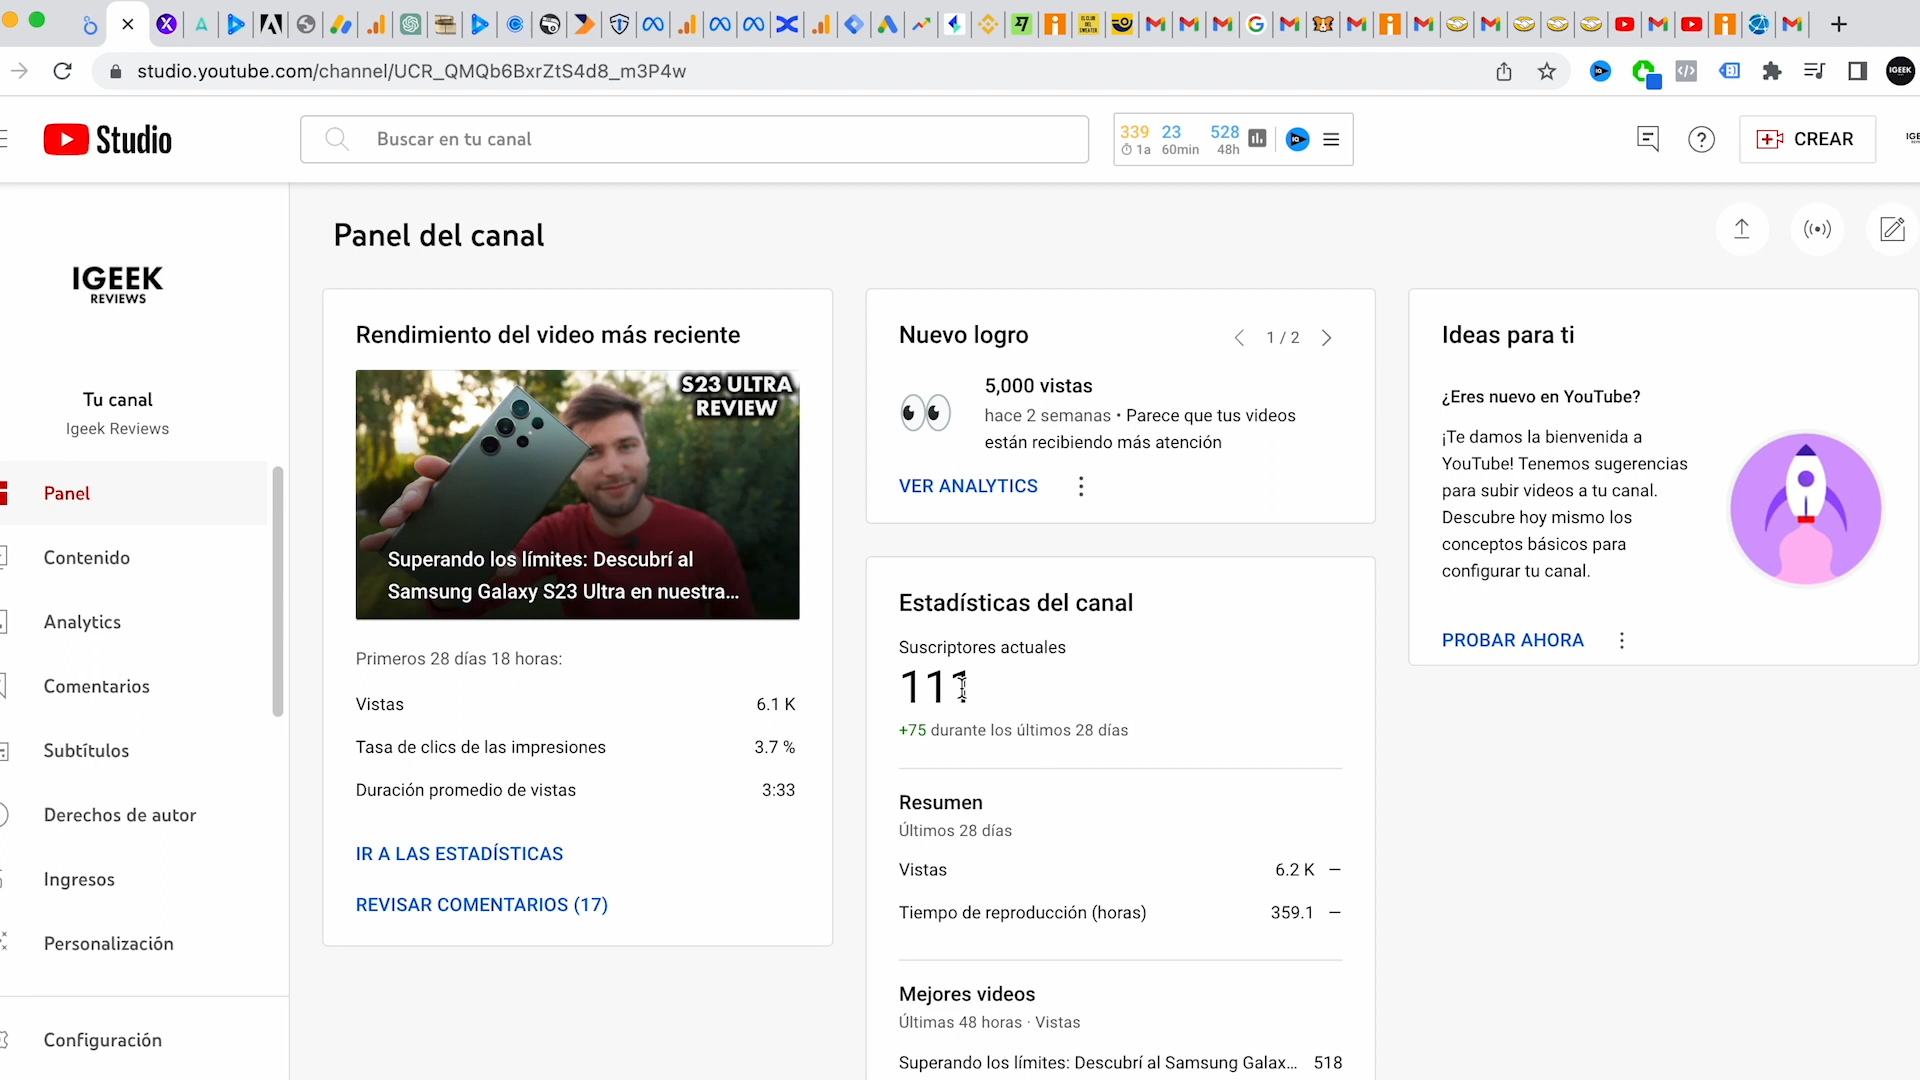 studio.youtube.com/channel/UCR_QMQb6BxrZtS4d8_m3P4w
IGEEK
Studio
Buscar en tu canal
339 23 528
1a 60min 48h
CREAR
Panel del canal
IGEEK
REVIEWS
Tu canal
Igeek Reviews
Panel
Contenido
Analytics
Comentarios
Subtítulos
Derechos de autor
Ingresos
Personalización
Configuración
Rendimiento del video más reciente
S23 ULTRA
REVIEW
Superando los límites: Descubrí al
Samsung Galaxy S23 Ultra en nuestra...
Primeros 28 días 18 horas:
Vistas 6.1 K
Tasa de clics de las impresiones 3.7 %
Duración promedio de vistas 3:33
IR A LAS ESTADÍSTICAS
REVISAR COMENTARIOS (17)
Nuevo logro
1 / 2
5,000 vistas
hace 2 semanas • Parece que tus videos
están recibiendo más atención
VER ANALYTICS
Estadísticas del canal
Suscriptores actuales
111
+75 durante los últimos 28 días
Resumen
Últimos 28 días
Vistas 6.2 K —
Tiempo de reproducción (horas) 359.1 —
Mejores videos
Últimas 48 horas · Vistas
Superando los límites: Descubrí al Samsung Galax... 518
Ideas para ti
¿Eres nuevo en YouTube?
¡Te damos la bienvenida a
YouTube! Tenemos sugerencias
para subir videos a tu canal.
Descubre hoy mismo los
conceptos básicos para
configurar tu canal.
PROBAR AHORA